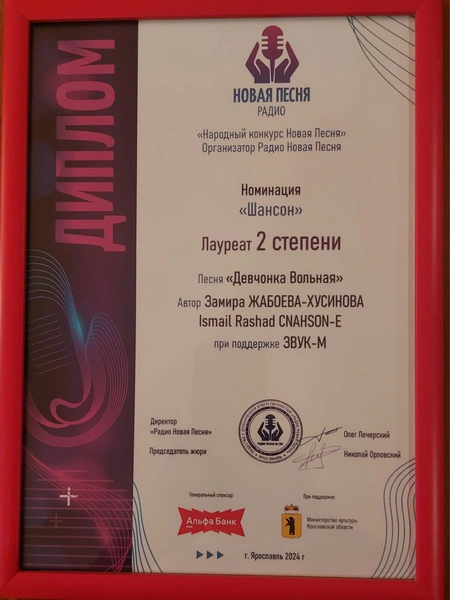 ДИПЛОМ
НОВАЯ ПЕСНЯ
РАДИО
«Народный конкурс Новая Песня»
Организатор Радио Новая Песня
Номинация
«Шансон»
Лауреат 2 степени
Песня «Девчонка Вольная»
Автор Замира ЖАБОЕВА-ХУСИНОВА
Ismail Rashad CNAHSON-E
при поддержке ЗВУК-М
Директор
«Радио Новая Песня»
Председатель жюри
Олег Печерский
Николай Орловский
Генеральный спонсор
Альфа Банк
При поддержке:
Министерство культуры
Ярославской области
г. Ярославль 2024 г